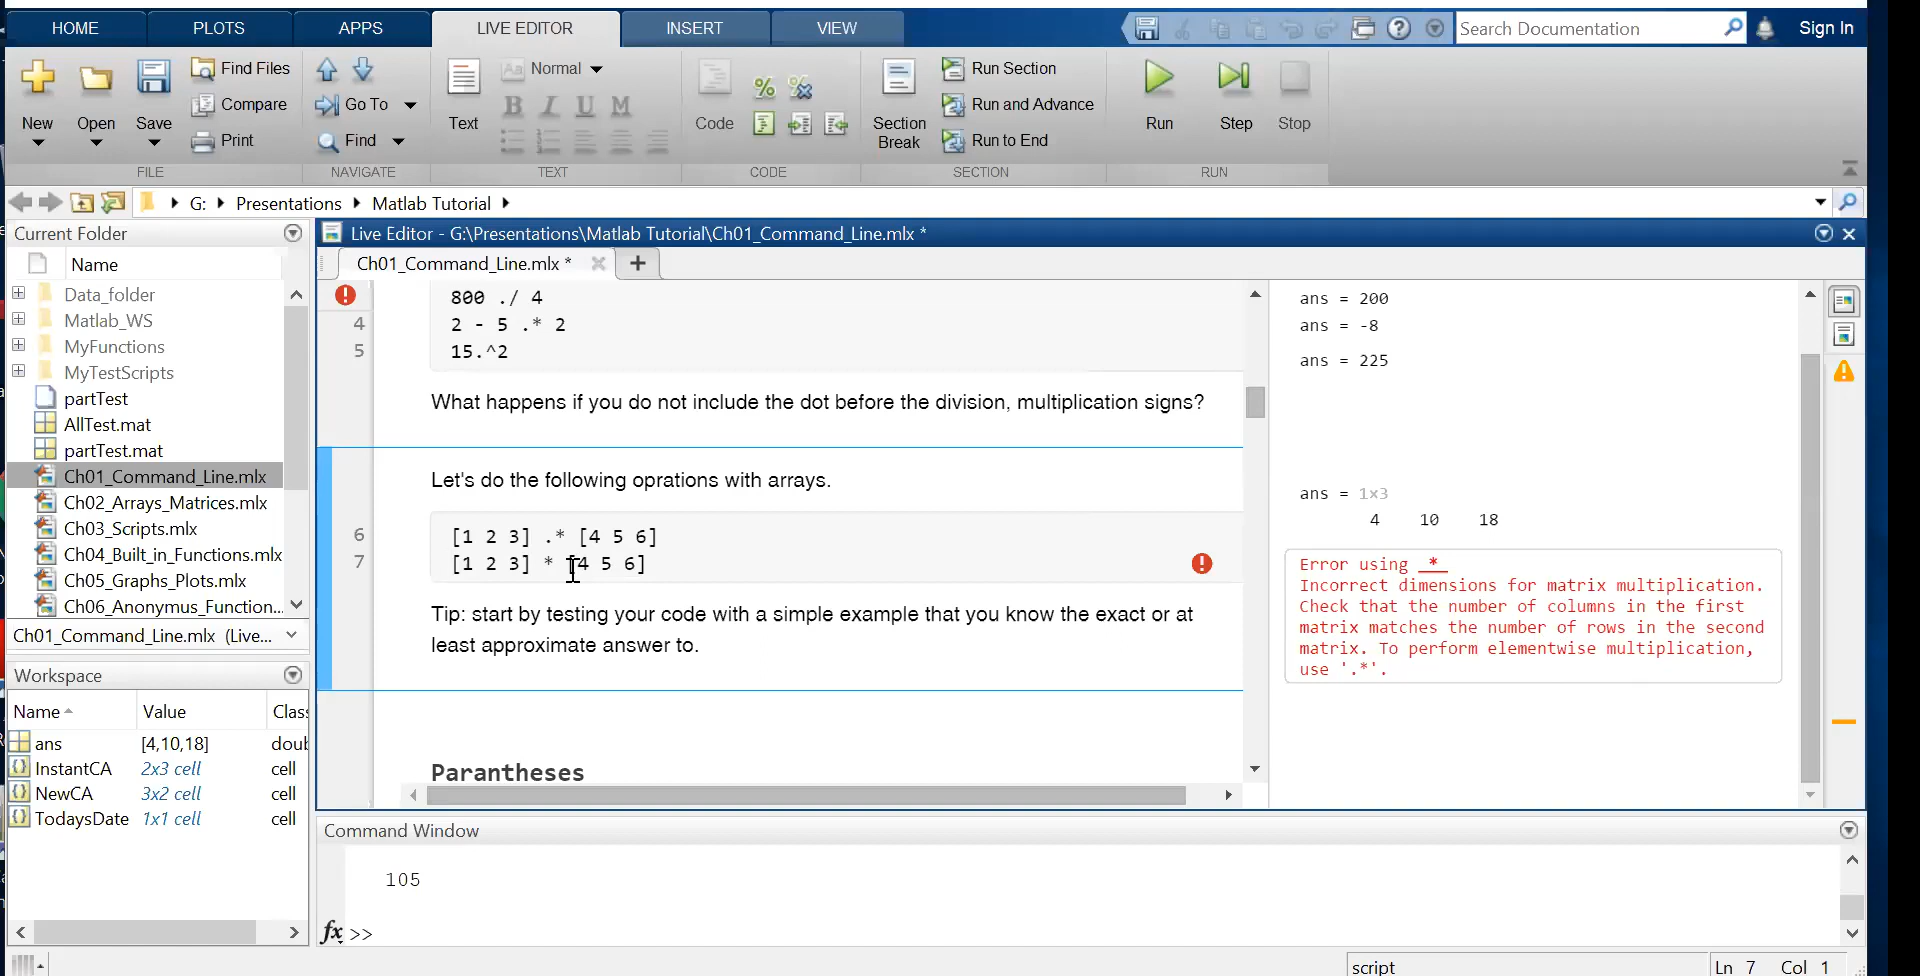 HOME PLOTS APPS LIVE EDITOR INSERT VIEW Search Documentation Sign In
New Open Save Find Files Compare Print Go To Find Text Normal B I U M Code Section Break Run Section Run and Advance Run to End Run Step Stop
FILE NAVIGATE TEXT CODE SECTION RUN
G: Presentations Matlab Tutorial
Current Folder
Name
Data_folder
Matlab_WS
MyFunctions
MyTestScripts
partTest
AllTest.mat
partTest.mat
Ch01_Command_Line.mlx
Ch02_Arrays_Matrices.mlx
Ch03_Scripts.mlx
Ch04_Built_in_Functions.mlx
Ch05_Graphs_Plots.mlx
Ch06_Anonymus_Function...
Ch01_Command_Line.mlx (Live...
Workspace
Name Value Clas
ans [4,10,18] doul
InstantCA 2x3 cell cell
NewCA 3x2 cell cell
TodaysDate 1x1 cell cell
Live Editor - G:\Presentations\Matlab Tutorial\Ch01_Command_Line.mlx *
Ch01_Command_Line.mlx *
800 ./ 4
4 2 - 5 .* 2
5 15.^2
What happens if you do not include the dot before the division, multiplication signs?
Let's do the following oprations with arrays.
6 [1 2 3] .* [4 5 6]
7 [1 2 3] * [4 5 6]
Tip: start by testing your code with a simple example that you know the exact or at
least approximate answer to.
Parantheses
ans = 200
ans = -8
ans = 225
ans = 1×3
4 10 18
Error using *
Incorrect dimensions for matrix multiplication.
Check that the number of columns in the first
matrix matches the number of rows in the second
matrix. To perform elementwise multiplication,
use '.*'.
Command Window
105
fx >>
script Ln 7 Col 1